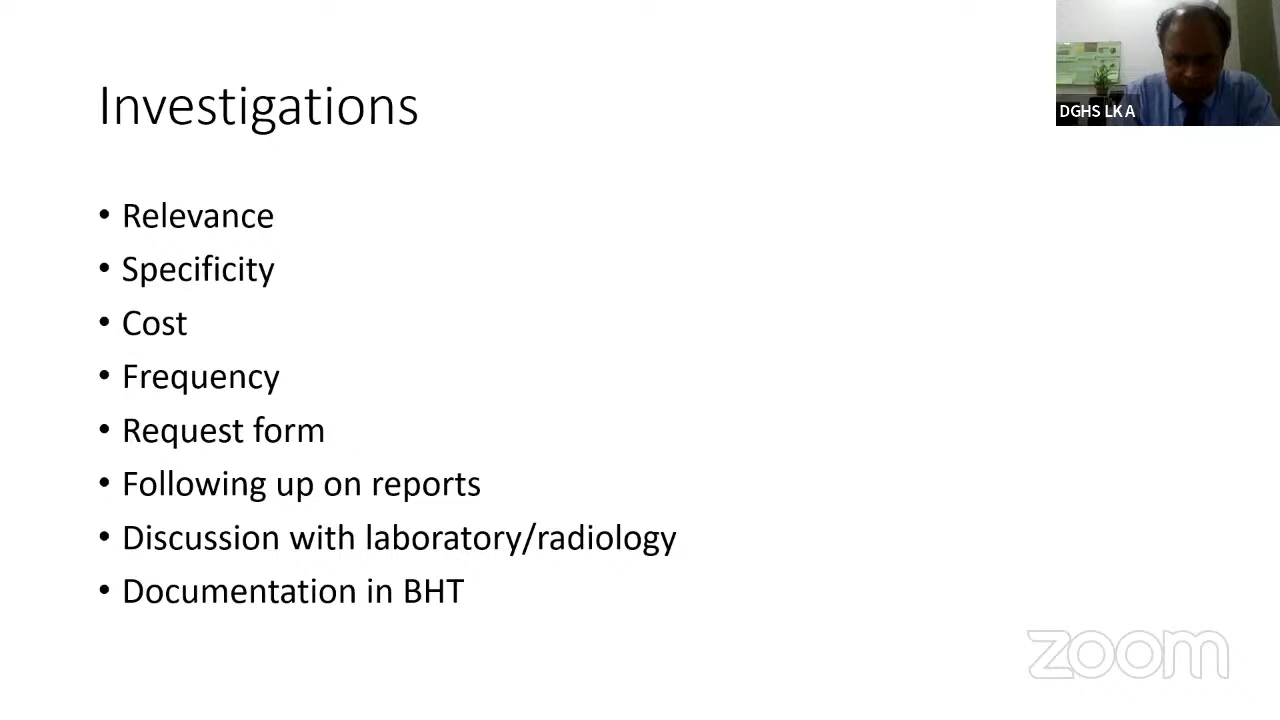 Investigations
DGHS LKA
• Relevance
• Specificity
• Cost
• Frequency
• Request form
• Following up on reports
• Discussion with laboratory/radiology
• Documentation in BHT
zoom